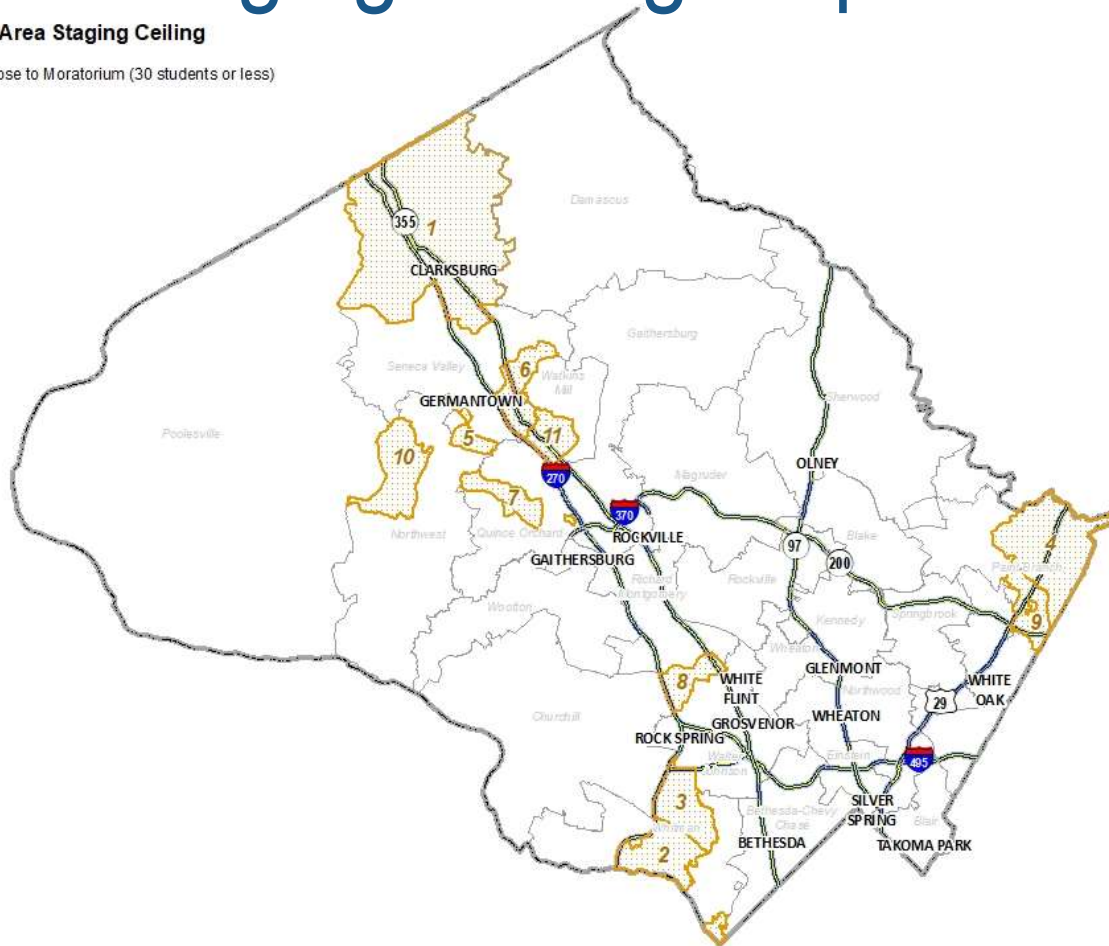 Area Staging Ceiling
ose to Moratorium (30 students or less)
355
1
CLARKSBURG
Damascus
Gaithersburg
Seneca Valley
6
Watkins
Mill
GERMANTOWN
Sherwood
Poolesville
5
11
10
270
OLNEY
7
Magruder
370
Northwest
Quince Orchard
ROCKVILLE
97
Blake
4
GAITHERSBURG
200
Paint Branch
Richard
Montgomery
Rockville
Wootton
Springbrook
9
Kennedy
Wheaton
GLENMONT
8
WHITE
FLINT
Northwood
WHITE
OAK
29
Churchill
GROSVENOR
WHEATON
ROCK SPRING
Walter
Johnson
Einstein
495
3
SILVER
SPRING
Bethesda-Chevy
Chase
Blair
Whitman
2
BETHESDA
TAKOMA PARK